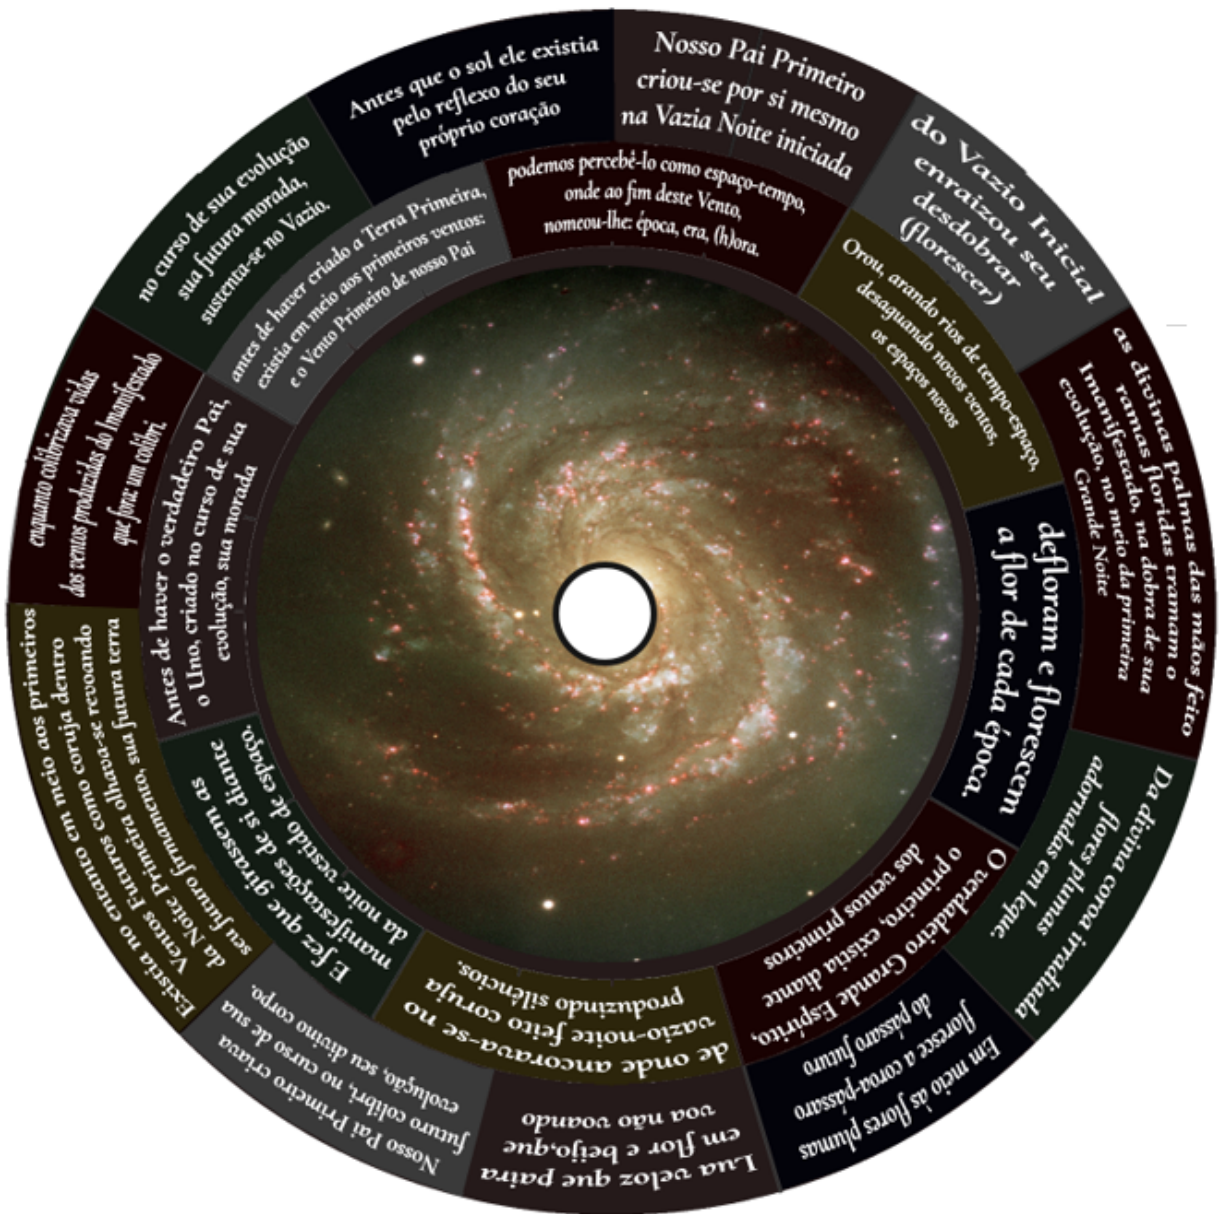 Nosso Pai Primeiro
criou-se por si mesmo
na Vazia Noite iniciada
do Vazio Inicial
enraizou seu
desdobrar
(florescer)
as divinas palmas das mãos feito
ramas floridas tramam o
Imanifestado, na dobra de sua
evolução, no meio da primeira
Grande Noite
Da divina coroa irradiada
flores plumas
adornadas em leque.
Em meio às flores plumas
floresce a coroa-pássaro
do pássaro futuro
Lua veloz que paira
em flor e beijo,que
voa não voando
Nosso Pai Primeiro criava
futuro colibri, no curso de sua
evolução, seu divino corpo.
Existia no entanto em meio aos primeiros
Ventos Futuros como coruja dentro
da Noite Primeira olhava-se revoando
seu futuro firmamento, sua futura terra
enquanto colibrizava vidas
dos ventos produzidas do Imanifestado
que fora: um colibri.
no curso de sua evolução
sua futura morada,
sustenta-se no Vazio.
Antes que o sol ele existia
pelo reflexo do seu
próprio coração
podemos percebê-lo como espaço-tempo,
onde ao fim deste Vento,
nomeou-lhe: época, era, (h)ora.
Orou, arando rios de tempo-espaço,
desaguando novos ventos,
os espaços novos
defloram e florescem
a flor de cada época.
O verdadeiro Grande Espírito,
o primeiro, existia diante
dos ventos primeiros
de onde ancorava-se no
vazio-noite feito coruja
produzindo silêncios.
E fez que girassem as
manifestações de si diante
da noite vestido de espaço.
Antes de haver o verdadeiro Pai,
o Uno, criado no curso de sua
evolução, sua morada
antes de haver criado a Terra Primeira,
existia em meio aos primeiros ventos:
e o Vento Primeiro de nosso Pai